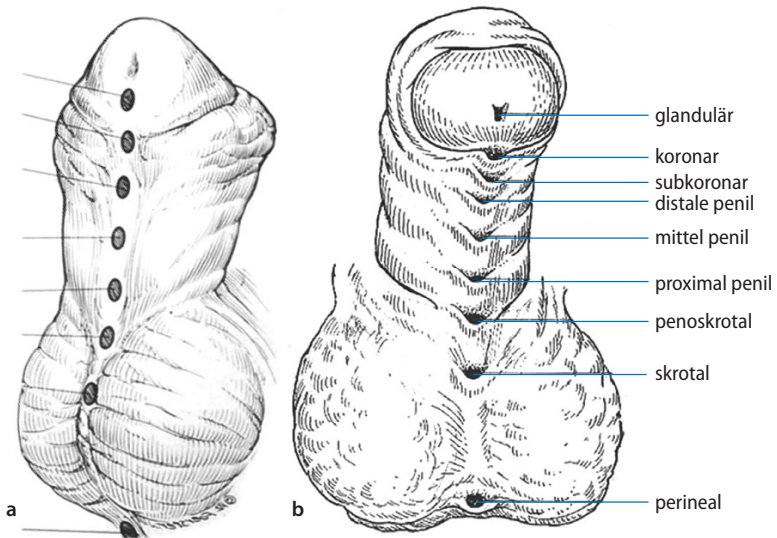 glandulär
koronar
subkoronar
distale penil
mittel penil
proximal penil
penoskrotal
skrotal
perineal
a
b